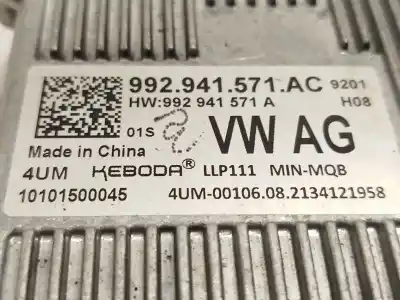 992.941.571.AC 9201
HW:992 941 571 A H08
01S VW AG
Made in China
4UM KEBODA® LLP111 MIN-MQB
10101500045 4UM-00106.08.2134121958